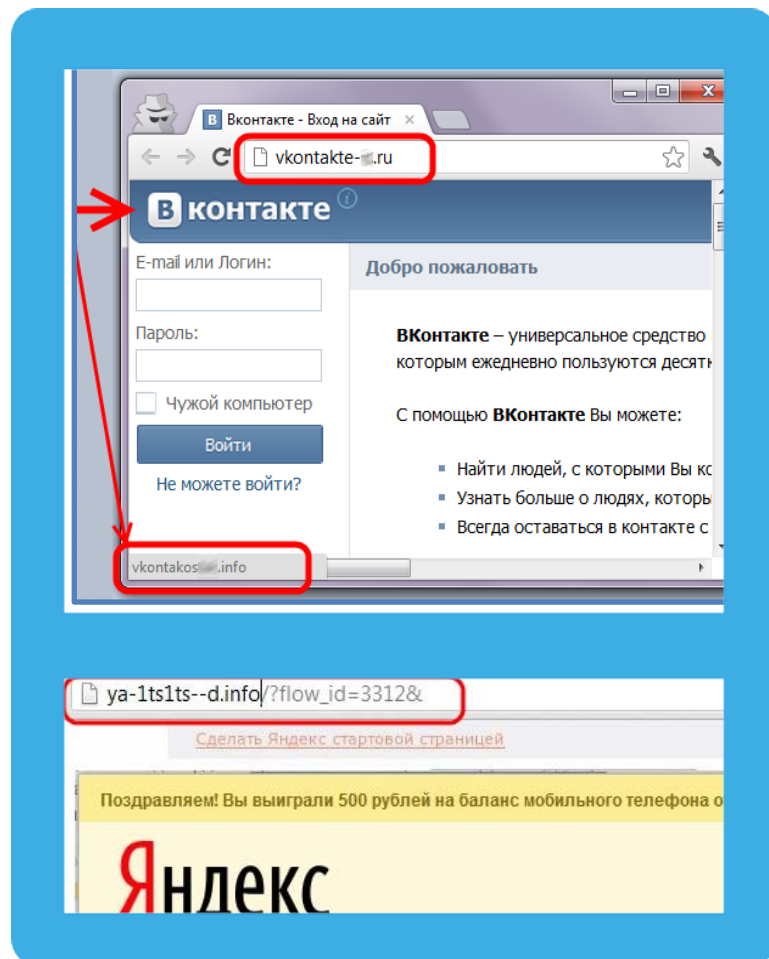 Вконтакте - Вход на сайт
vkontakte- .ru
В контакте
E-mail или Логин:
Пароль:
Чужой компьютер
Войти
Не можете войти?
Добро пожаловать
ВКонтакте – универсальное средство
которым ежедневно пользуются десятк
С помощью ВКонтакте Вы можете:
Найти людей, с которыми Вы кс
Узнать больше о людях, которы
Всегда оставаться в контакте с
vkontakos .info
ya-1ts1ts--d.info/?flow_id=3312&
Сделать Яндекс стартовой страницей
Поздравляем! Вы выиграли 500 рублей на баланс мобильного телефона о
Яндекс